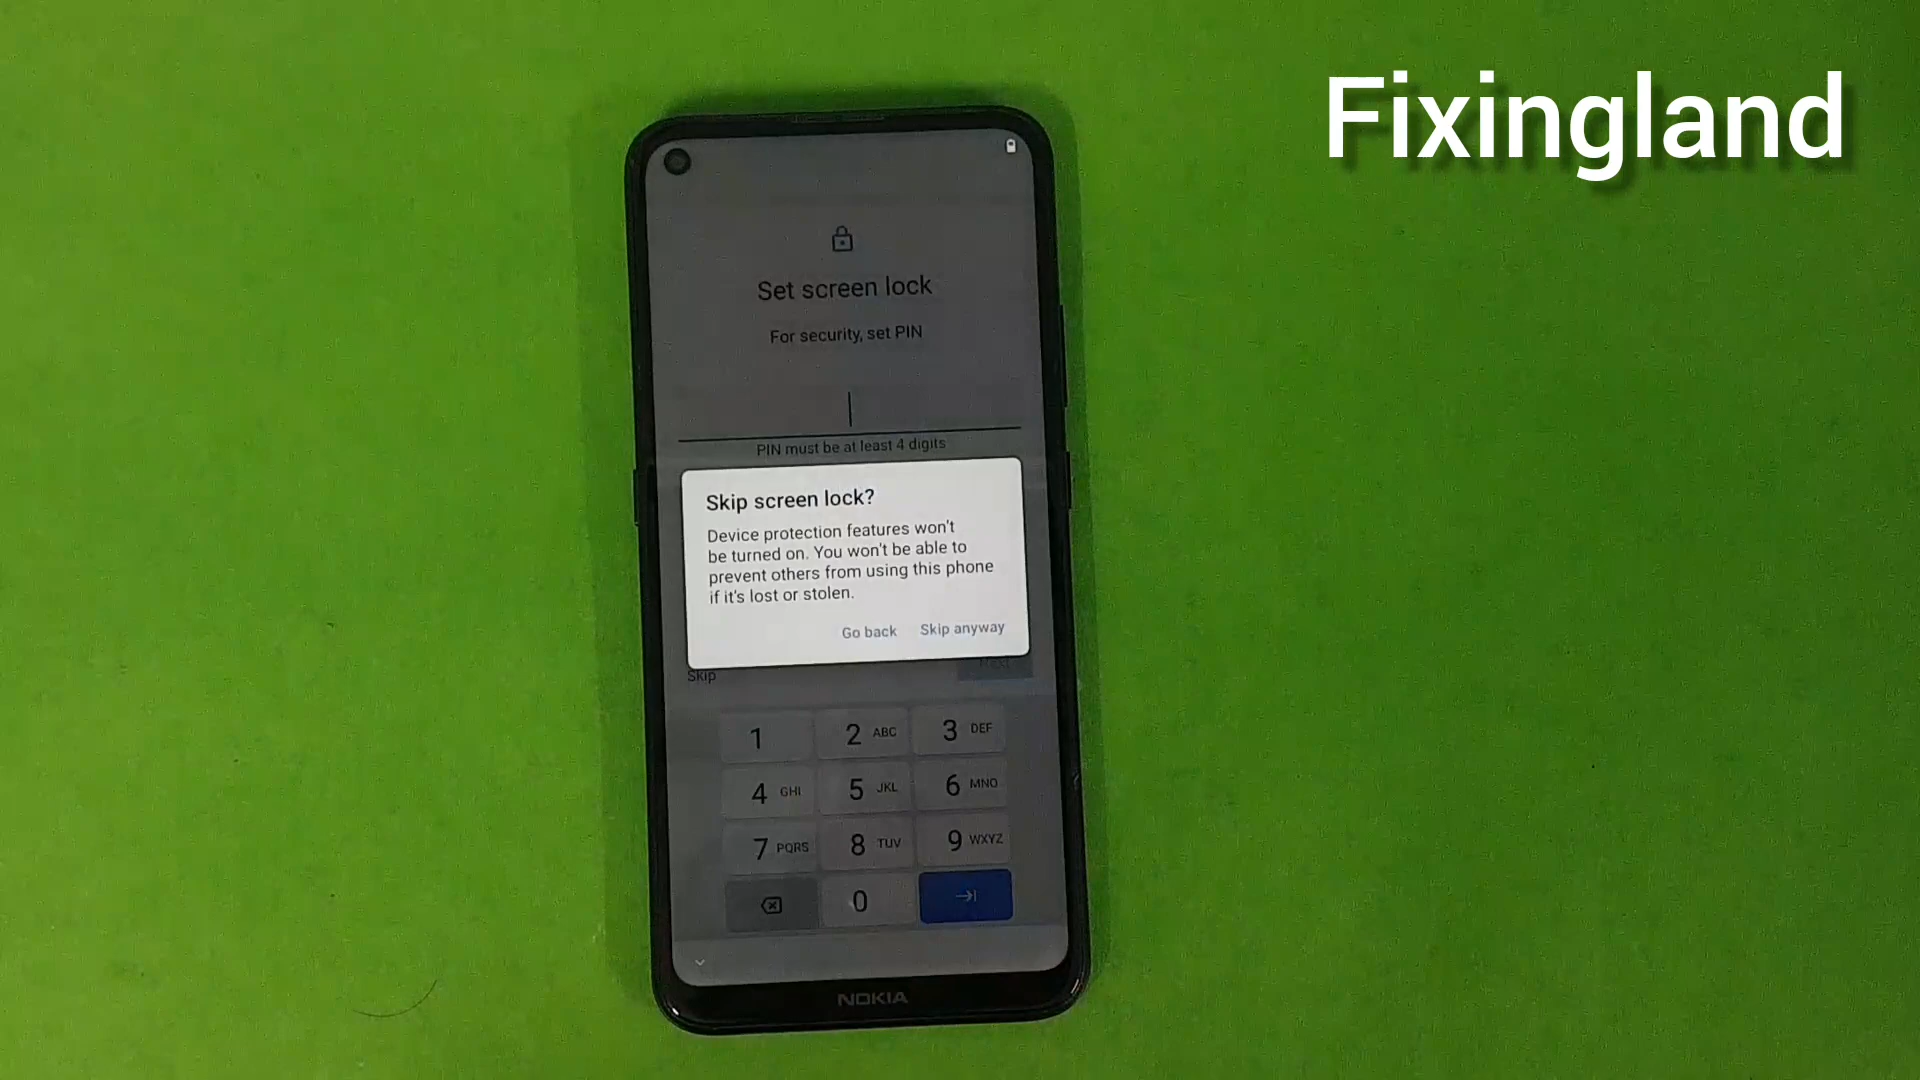 Fixingland
Set screen lock
For security, set PIN
PIN must be at least 4 digits
Skip screen lock?
Device protection features won't
be turned on. You won't be able to
prevent others from using this phone
if it's lost or stolen.
Go back Skip anyway
Skip Next
1 2 ABC 3 DEF
4 GHI 5 JKL 6 MNO
7 PQRS 8 TUV 9 WXYZ
0
NOKIA